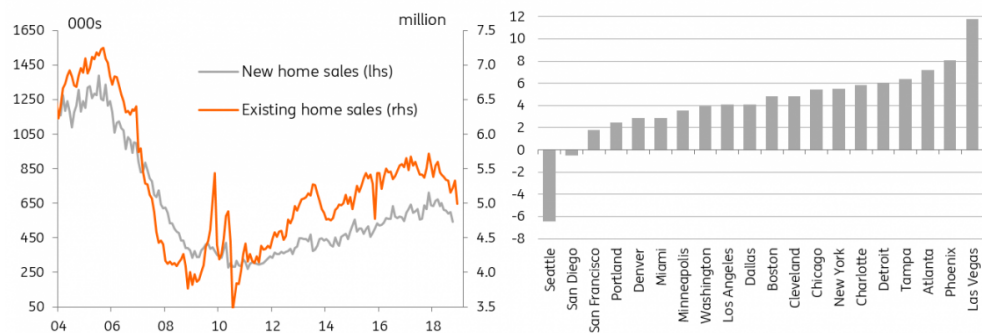 000s
million
1650
1450
1250
1050
850
650
450
250
50
7.5
7.0
6.5
6.0
5.5
5.0
4.5
4.0
3.5
New home sales (lhs)
Existing home sales (rhs)
04
06
08
10
12
14
16
18
12
10
8
6
4
2
0
-2
-4
-6
-8
Seattle
San Diego
San Francisco
Portland
Denver
Miami
Minneapolis
Washington
Los Angeles
Dallas
Boston
Cleveland
Chicago
New York
Charlotte
Detroit
Tampa
Atlanta
Phoenix
Las Vegas